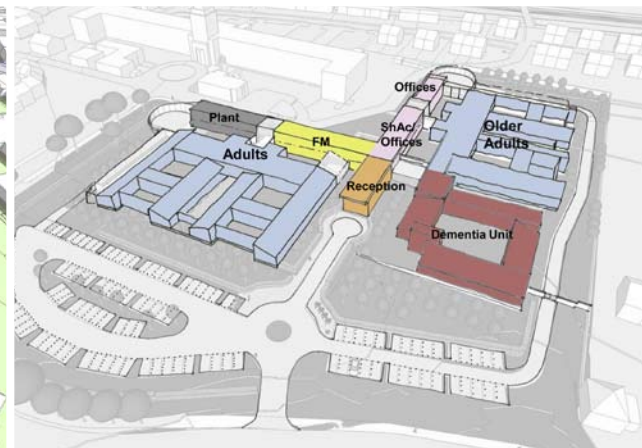 Offices
Plant
ShAc/
Offices
Older
Adults
FM
Adults
Reception
Dementia Unit